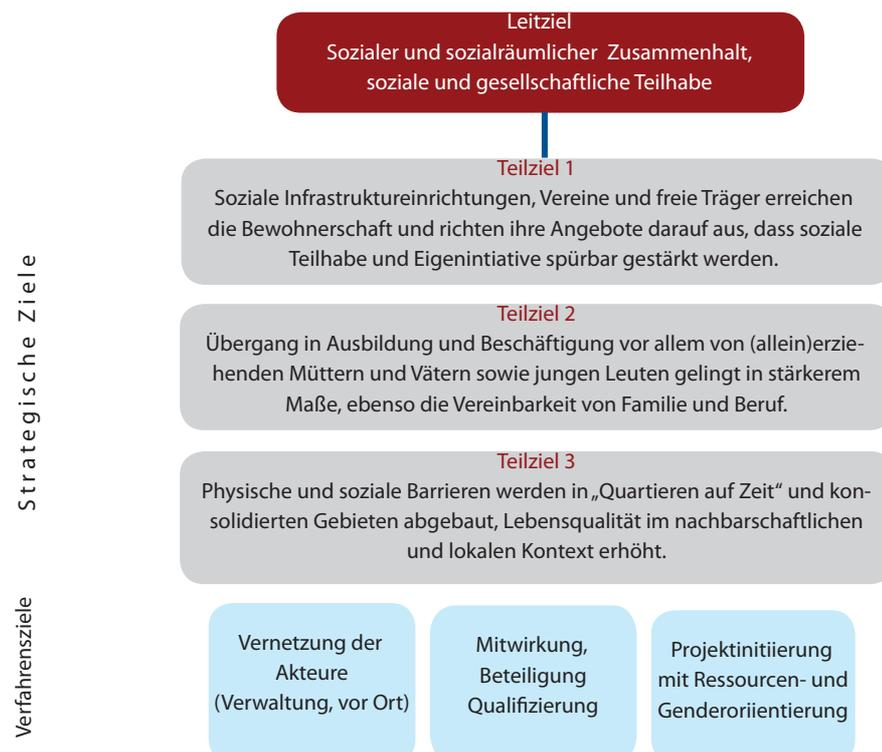 Leitziel
Sozialer und sozialräumlicher Zusammenhalt,
soziale und gesellschaftliche Teilhabe
Strategische Ziele
Teilziel 1
Soziale Infrastruktureinrichtungen, Vereine und freie Träger erreichen
die Bewohnerschaft und richten ihre Angebote darauf aus, dass soziale
Teilhabe und Eigenintiative spürbar gestärkt werden.
Teilziel 2
Übergang in Ausbildung und Beschäftigung vor allem von (allein)erzie-
henden Müttern und Vätern sowie jungen Leuten gelingt in stärkerem
Maße, ebenso die Vereinbarkeit von Familie und Beruf.
Teilziel 3
Physische und soziale Barrieren werden in „Quartieren auf Zeit“ und kon-
solidierten Gebieten abgebaut, Lebensqualität im nachbarschaftlichen
und lokalen Kontext erhöht.
Verfahrensziele
Vernetzung der
Akteure
(Verwaltung, vor Ort)
Mitwirkung,
Beteiligung
Qualifizierung
Projektinitiierung
mit Ressourcen- und
Genderoriientierung